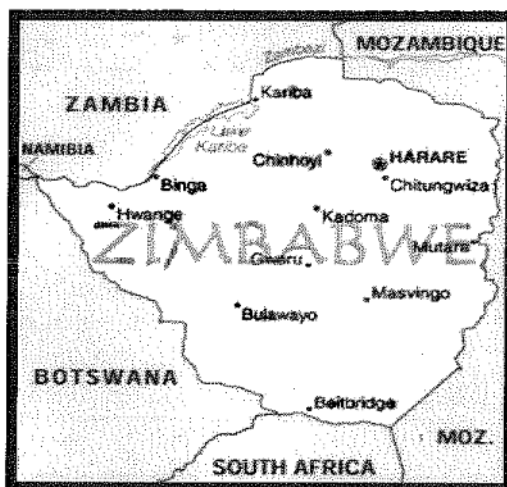 Zambezi
MOZAMBIQUE
ZAMBIA
Kariba
Lake
Kariba
NAMIBIA
Chinhoyi
HARARE
Binga
Chitungwiza
Hwange
Kadoma
ZIMBABWE
Mutare
Gweru
Masvingo
Bulawayo
BOTSWANA
Beitbridge
MOZ.
SOUTH AFRICA